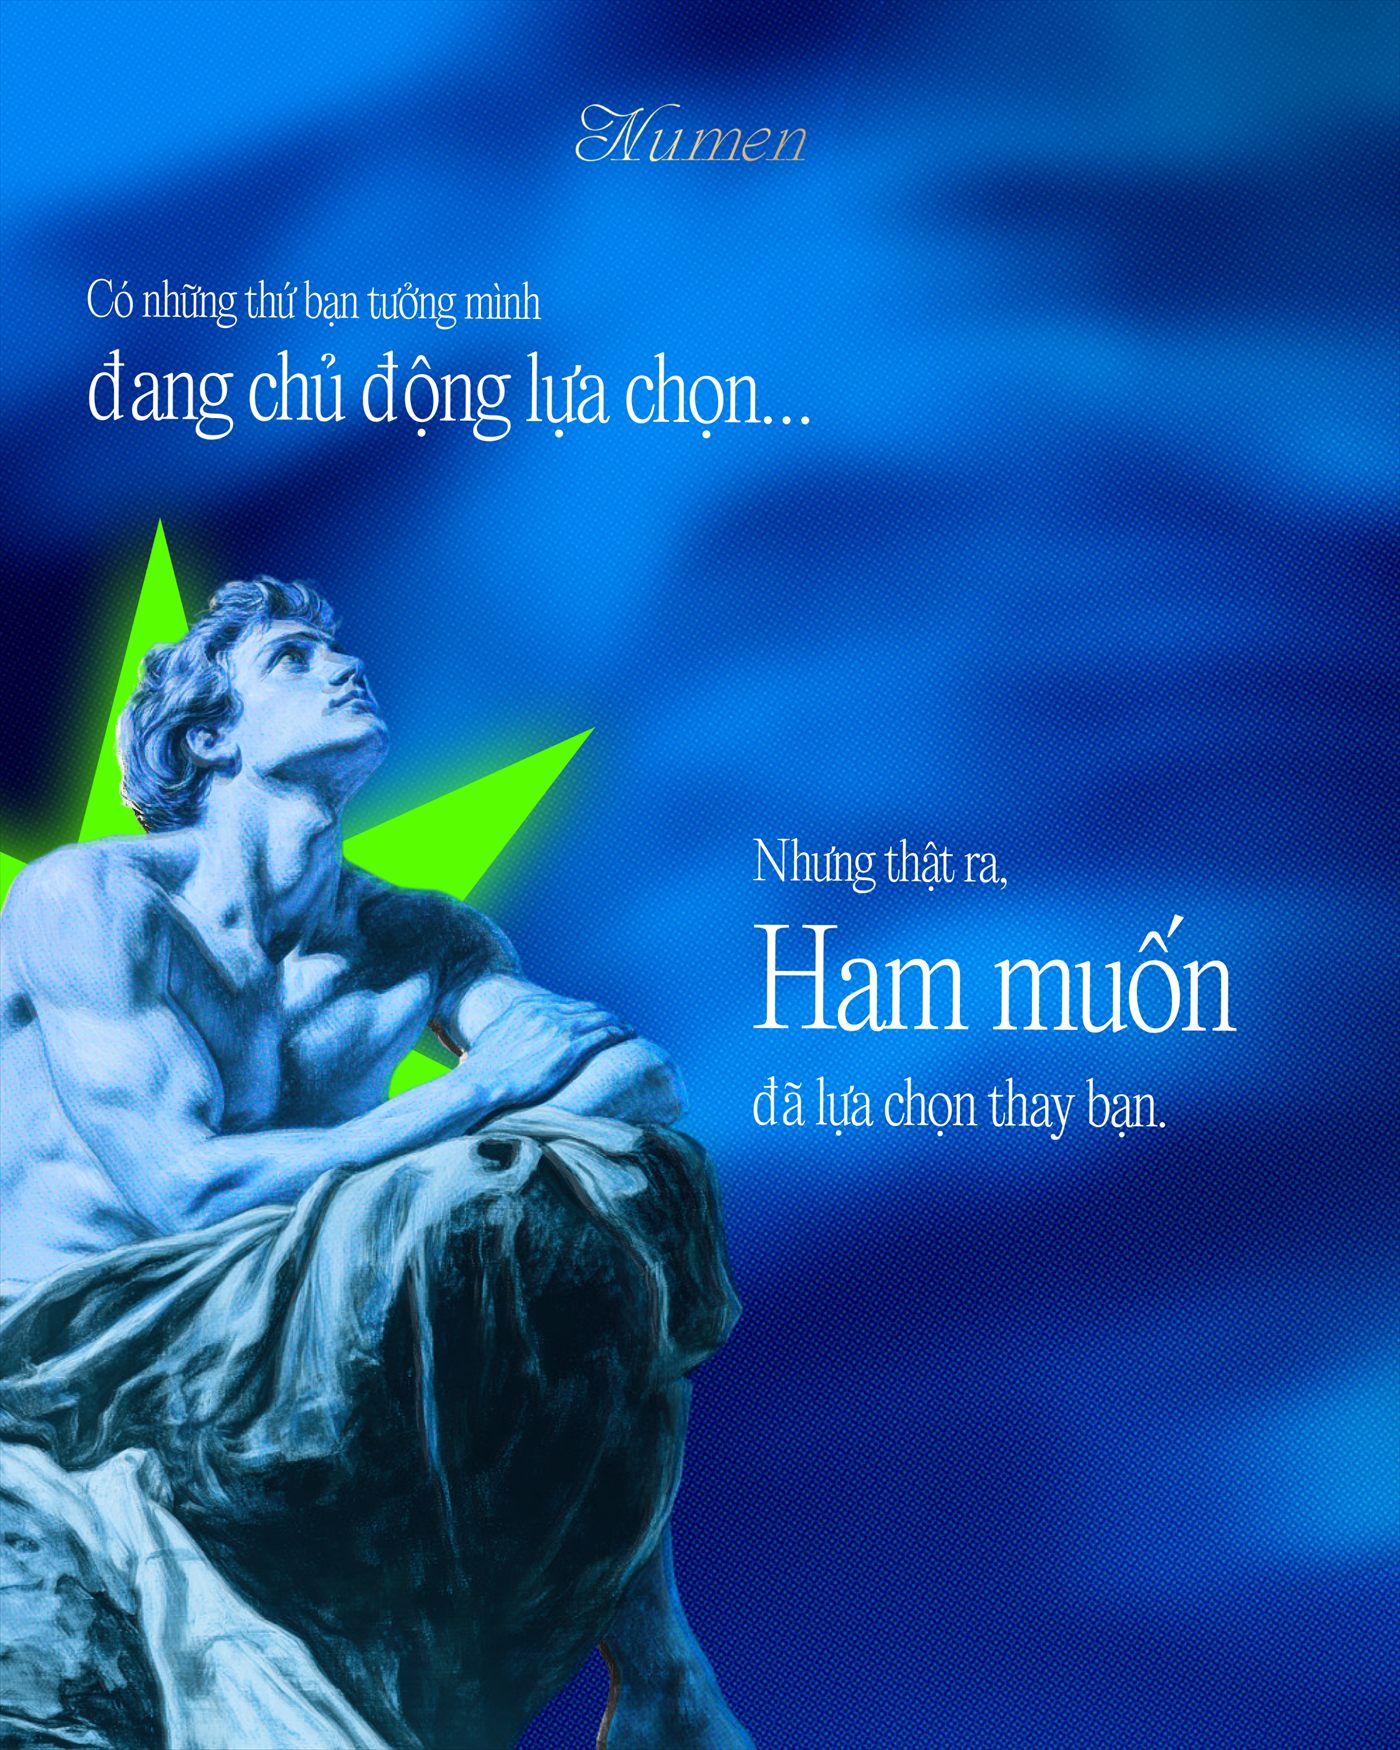 Numen
Có những thứ bạn tưởng mình
đang chủ động lựa chọn...
Nhưng thật ra,
Ham muốn
đã lựa chọn thay bạn.